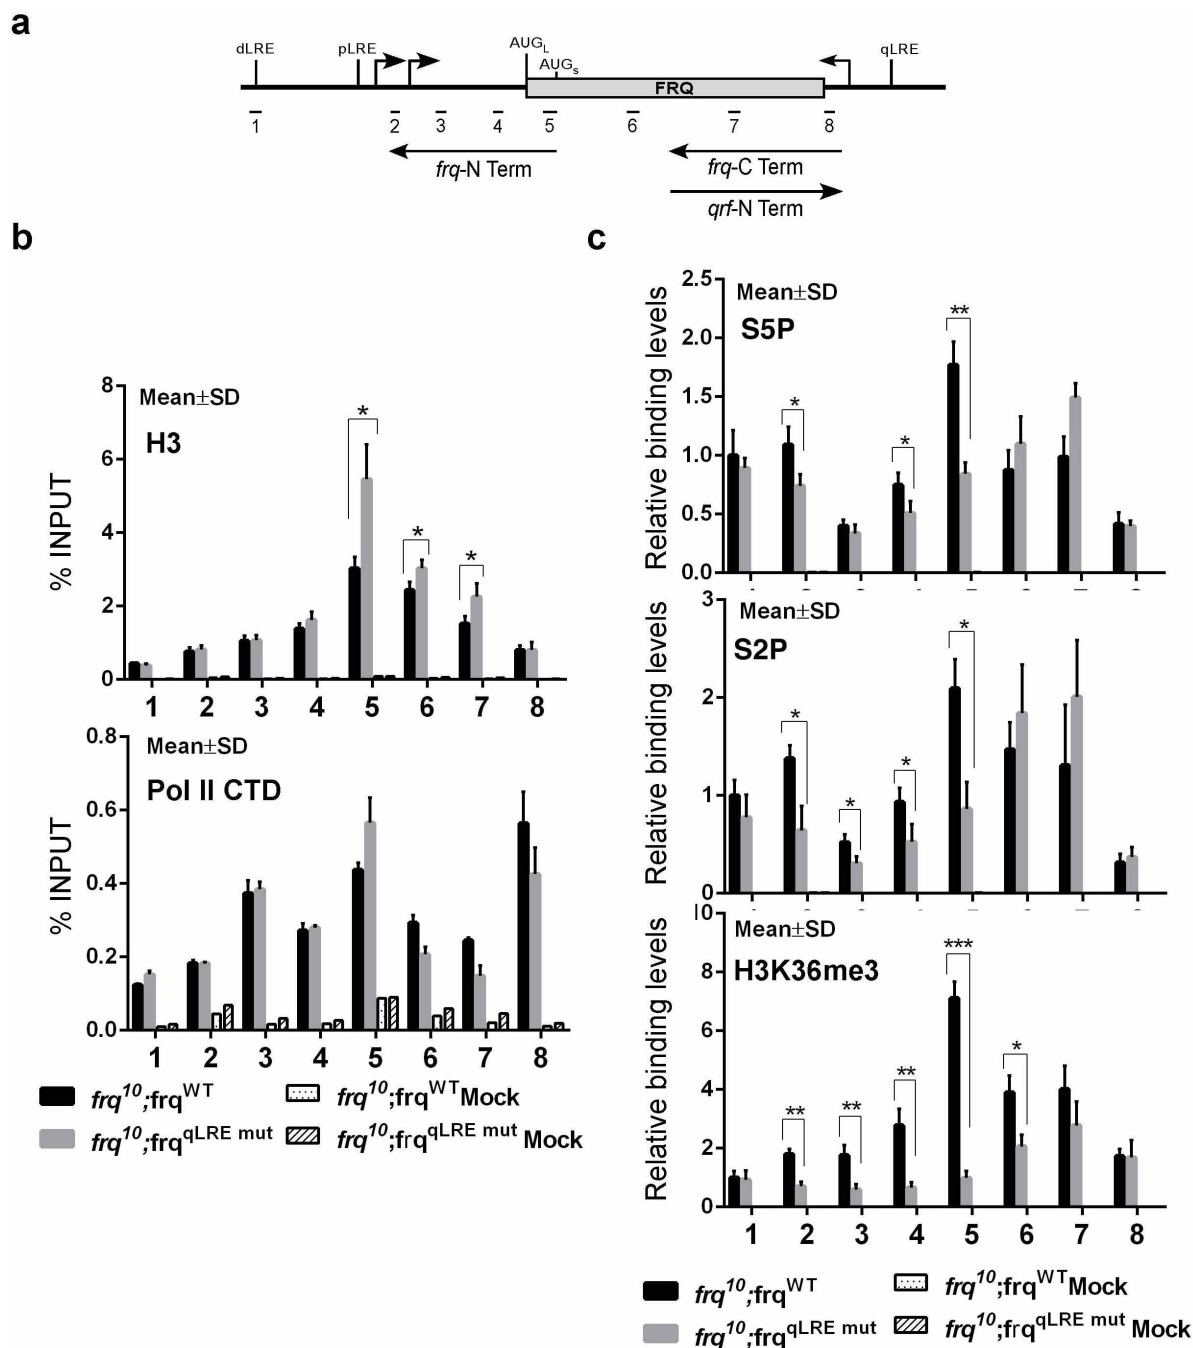 a
dLRE pLRE AUGL AUGs qLRE
FRQ
1 2 3 4 5 6 7 8
frq-N Term frq-C Term
qrf-N Term
b
8
6
4
2
0
% INPUT
Mean±SD
H3
*
*
*
1 2 3 4 5 6 7 8
0.8
0.6
0.4
0.2
0.0
% INPUT
Mean±SD
Pol II CTD
1 2 3 4 5 6 7 8
frq10;frqWT
frq10;frqqLRE mut
frq10;frqWTMock
frq10;frqqLRE mut Mock
c
2.5
2.0
1.5
1.0
0.5
0.0
Relative binding levels
Mean±SD
S5P
*
*
**
3
2
1
0
Relative binding levels
Mean±SD
S2P
*
*
*
*
10
8
6
4
2
0
Relative binding levels
Mean±SD
H3K36me3
**
**
**
***
*
1 2 3 4 5 6 7 8
frq10;frqWT
frq10;frqqLRE mut
frq10;frqWTMock
frq10;frqqLRE mut Mock